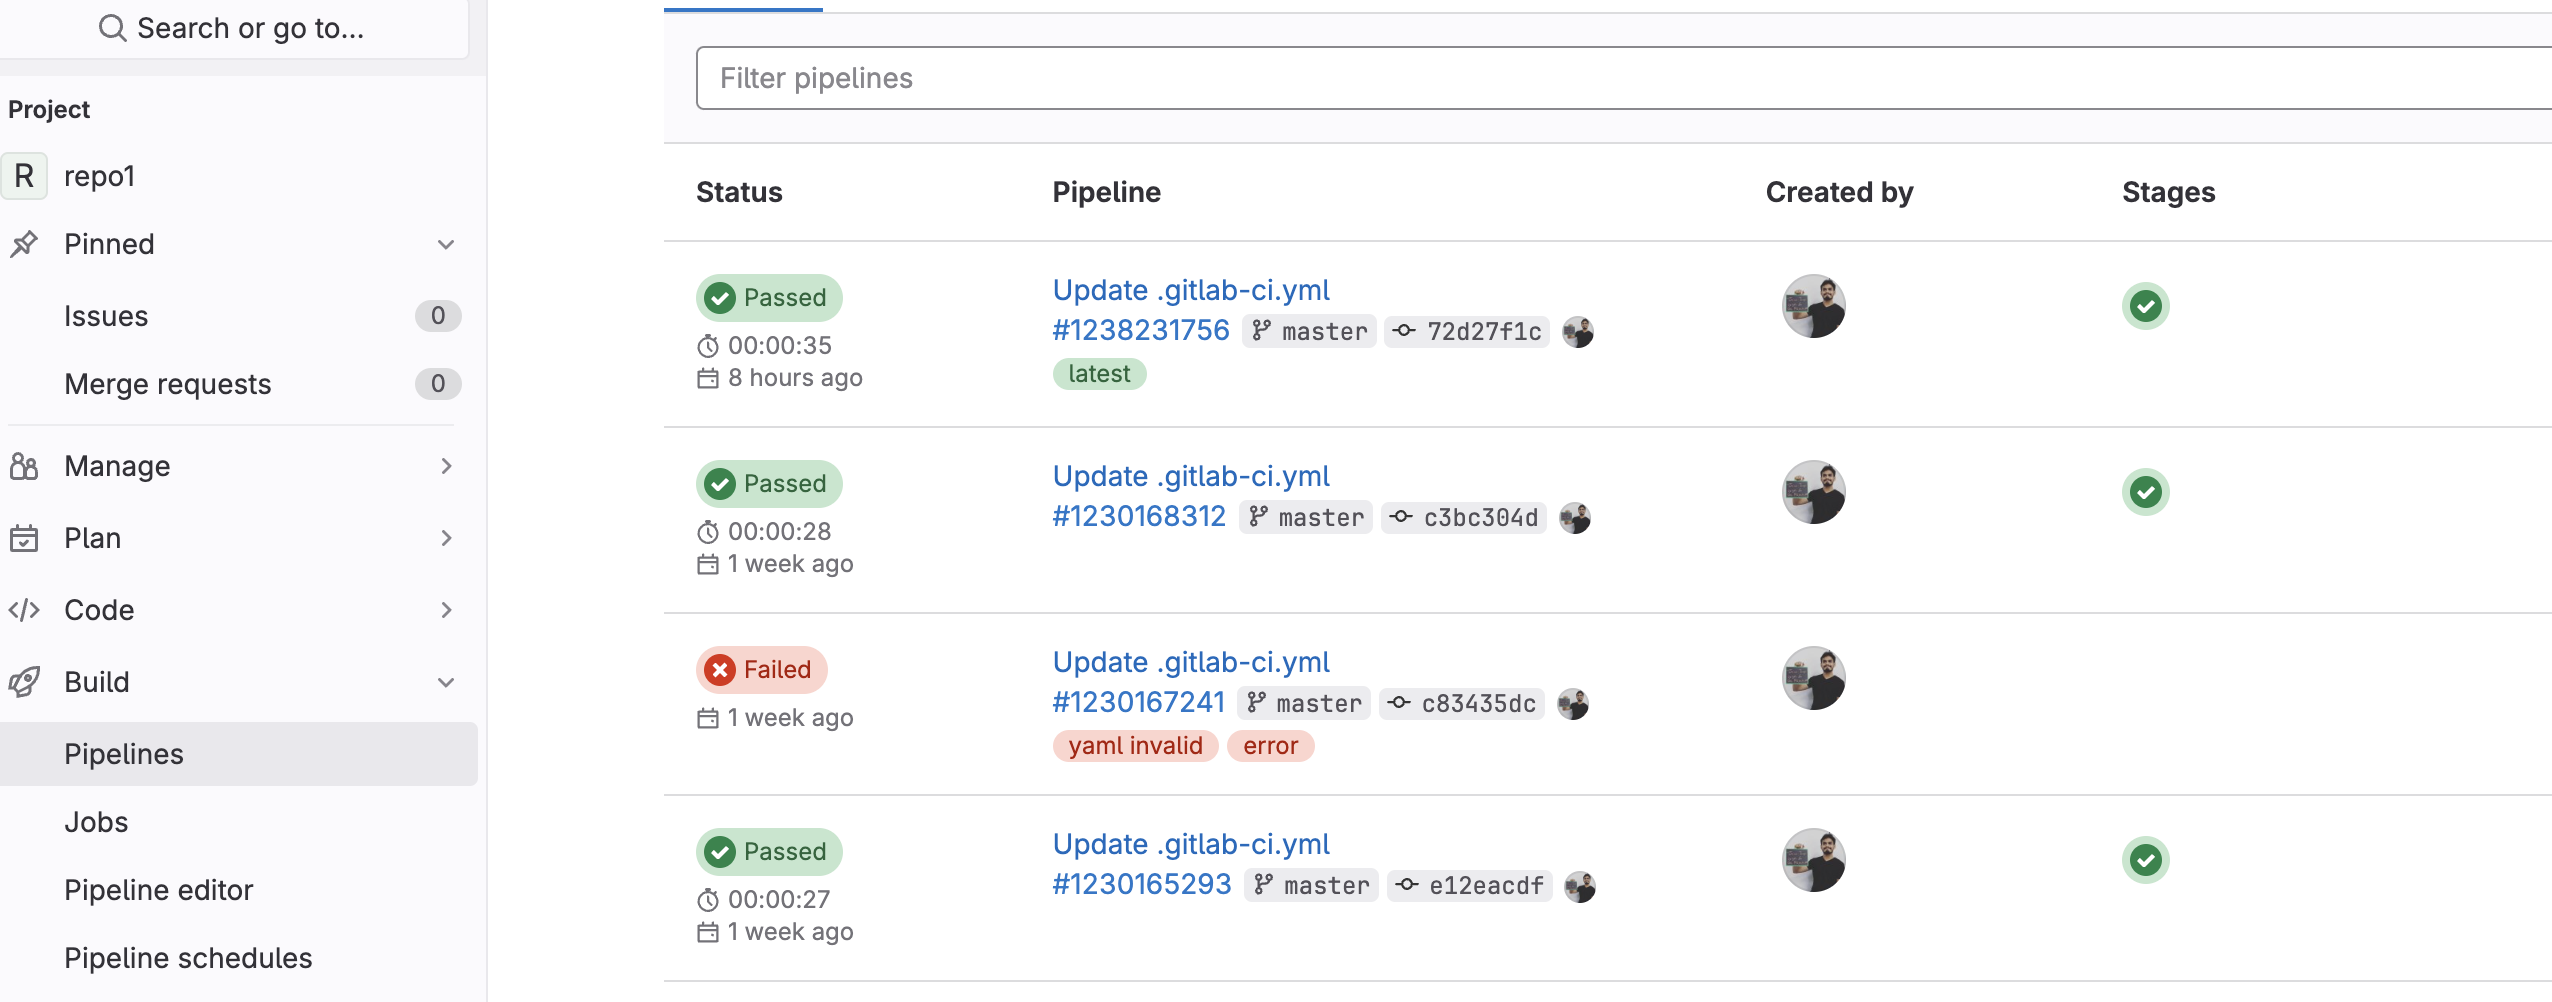 Search or go to...
Project
R repo1
Pinned
Issues 0
Merge requests 0
Manage
Plan
Code
Build
Pipelines
Jobs
Pipeline editor
Pipeline schedules
Filter pipelines
Status Pipeline Created by Stages
Passed
00:00:35
8 hours ago
Update .gitlab-ci.yml
#1238231756 master 72d27f1c
latest
Passed
00:00:28
1 week ago
Update .gitlab-ci.yml
#1230168312 master c3bc304d
Failed
1 week ago
Update .gitlab-ci.yml
#1230167241 master c83435dc
yaml invalid error
Passed
00:00:27
1 week ago
Update .gitlab-ci.yml
#1230165293 master e12eacdf